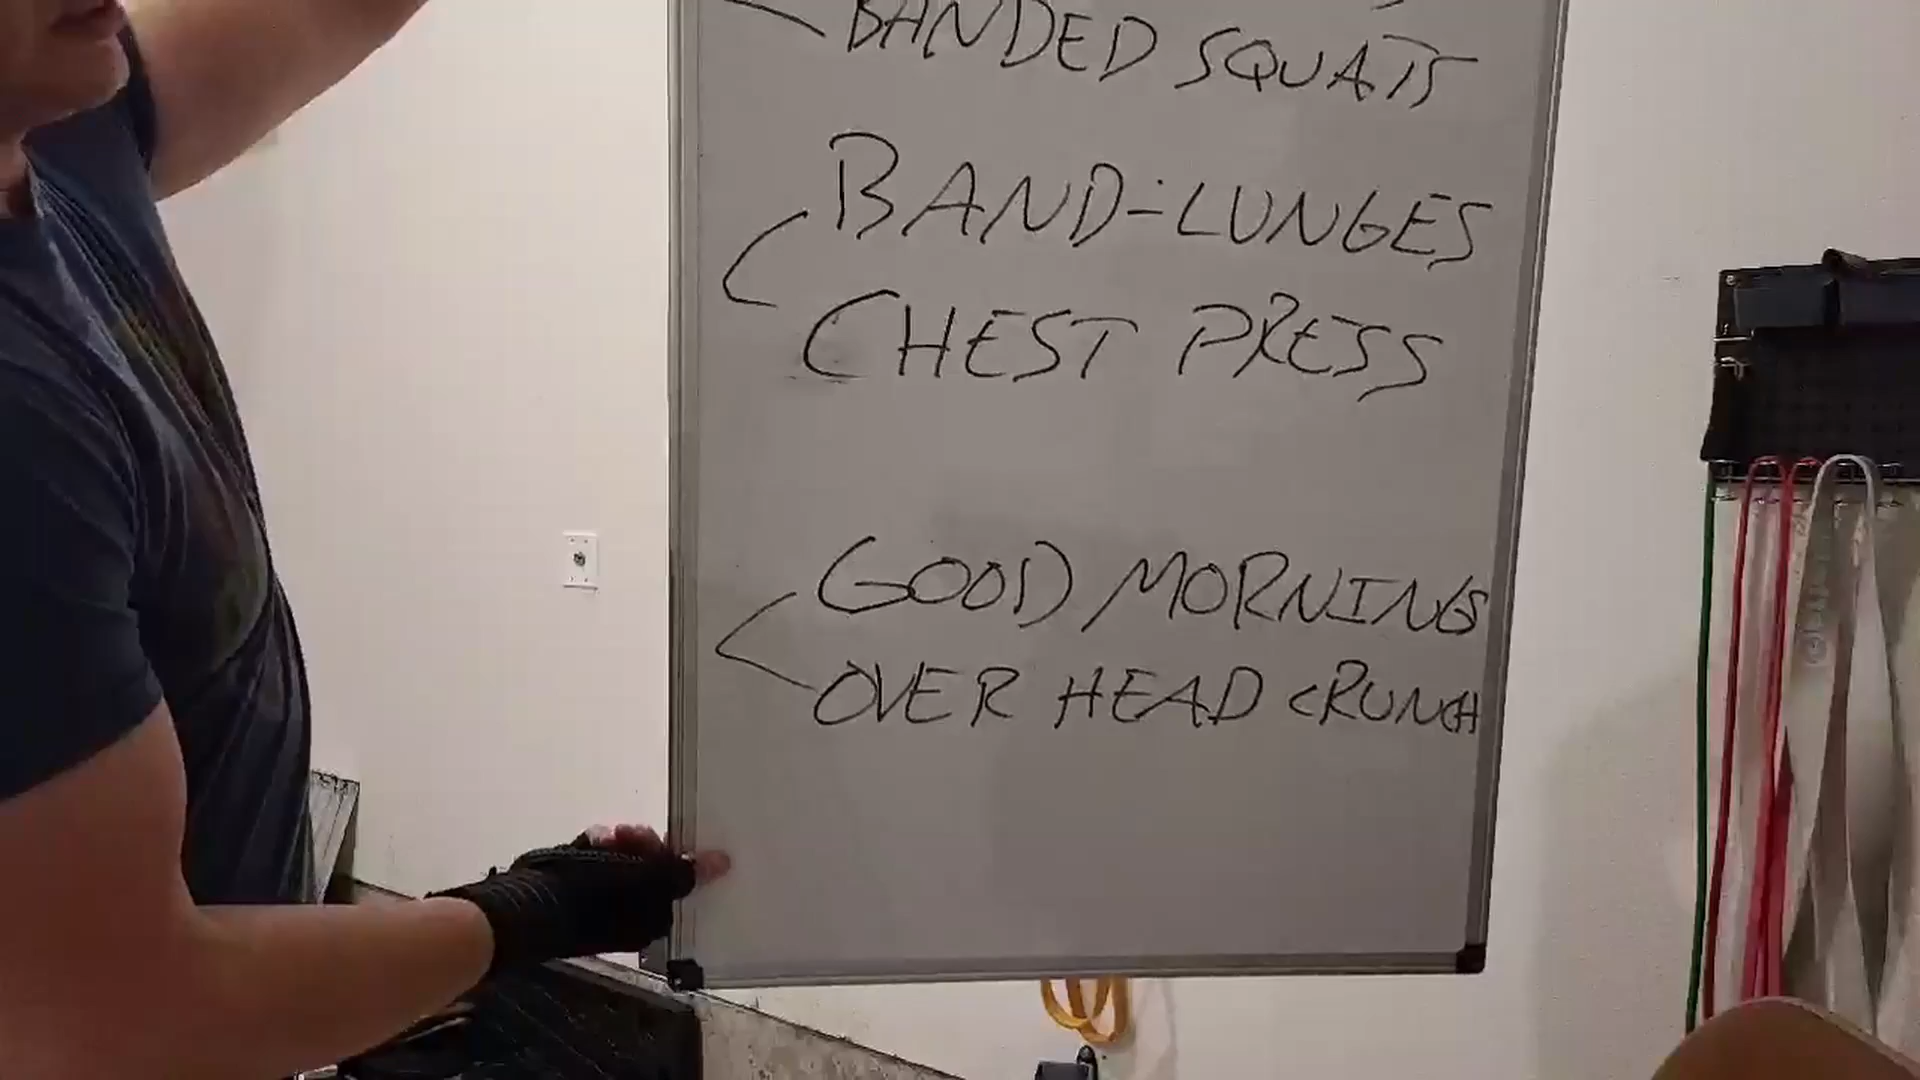 BANDED SQUATS
BAND-LUNGES
CHEST PRESS
GOOD MORNINGS
OVER HEAD CRUNCH